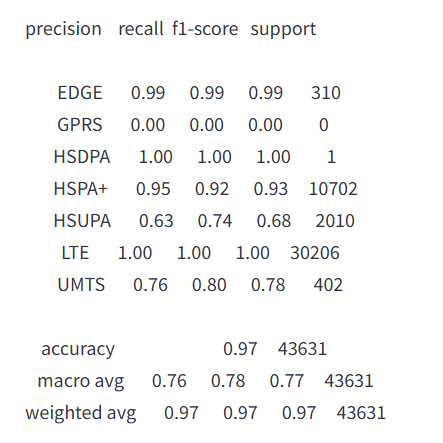 precision recall f1-score support
EDGE 0.99 0.99 0.99 310
GPRS 0.00 0.00 0.00 0
HSDPA 1.00 1.00 1.00 1
HSPA+ 0.95 0.92 0.93 10702
HSUPA 0.63 0.74 0.68 2010
LTE 1.00 1.00 1.00 30206
UMTS 0.76 0.80 0.78 402
accuracy 0.97 43631
macro avg 0.76 0.78 0.77 43631
weighted avg 0.97 0.97 0.97 43631